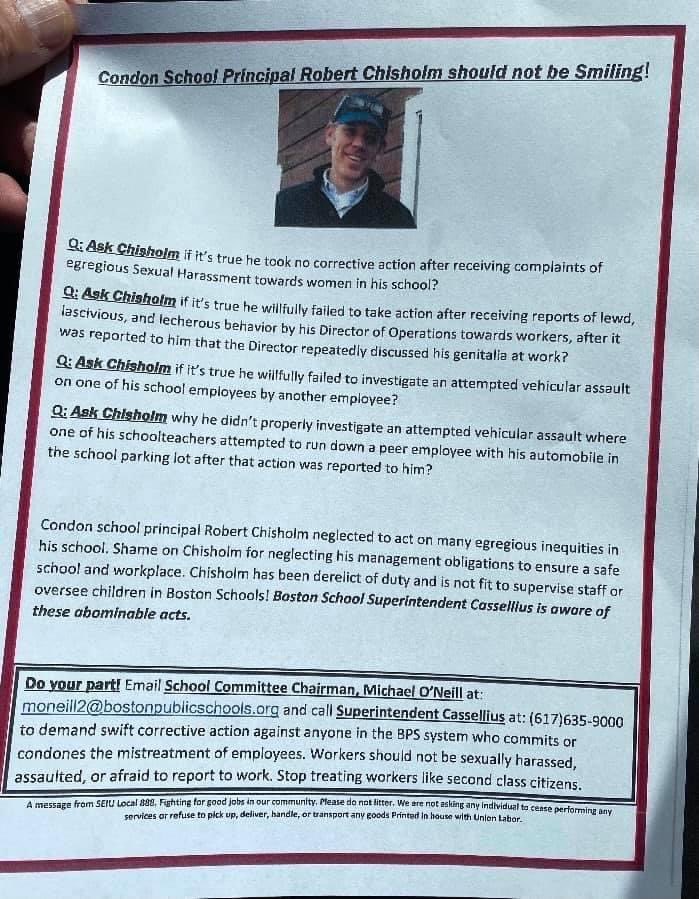 Condon School Principal Robert Chisholm should not be Smiling!
Q: Ask Chisholm if it's true he took no corrective action after receiving complaints of
egregious Sexual Harassment towards women in his school?
Q: Ask Chisholm if it's true he willfully failed to take action after receiving reports of lewd,
lascivious, and lecherous behavior by his Director of Operations towards workers, after it
was reported to him that the Director repeatedly discussed his genitalia at work?
Q: Ask Chisholm if it's true he willfully failed to investigate an attempted vehicular assault
on one of his school employees by another employee?
Q: Ask Chisholm why he didn't properly investigate an attempted vehicular assault where
one of his schoolteachers attempted to run down a peer employee with his automobile in
the school parking lot after that action was reported to him?
Condon school principal Robert Chisholm neglected to act on many egregious inequities in
his school. Shame on Chisholm for neglecting his management obligations to ensure a safe
school and workplace. Chisholm has been derelict of duty and is not fit to supervise staff or
oversee children in Boston Schools! Boston School Superintendent Cassellius is aware of
these abominable acts.
Do your part! Email School Committee Chairman, Michael O'Neill at:
moneill2@bostonpublicschools.org and call Superintendent Cassellius at: (617)635-9000
to demand swift corrective action against anyone in the BPS system who commits or
condones the mistreatment of employees. Workers should not be sexually harassed,
assaulted, or afraid to report to work. Stop treating workers like second class citizens.
A message from SEIU Local 888. Fighting for good jobs in our community. Please do not litter. We are not asking any individual to cease performing any
services or refuse to pick up, deliver, handle, or transport any goods Printed in house with Union Labor.